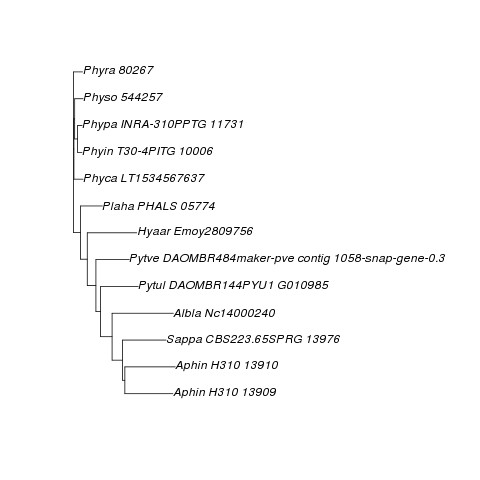 Phyra 80267
Physo 544257
Phypa INRA-310PPTG 11731
Phyin T30-4PITG 10006
Phyca LT1534567637
Plaha PHALS 05774
Hyaar Emoy2809756
Pytve DAOMBR484maker-pve contig 1058-snap-gene-0.3
Pytul DAOMBR144PYU1 G010985
Albla Nc14000240
Sappa CBS223.65SPRG 13976
Aphin H310 13910
Aphin H310 13909